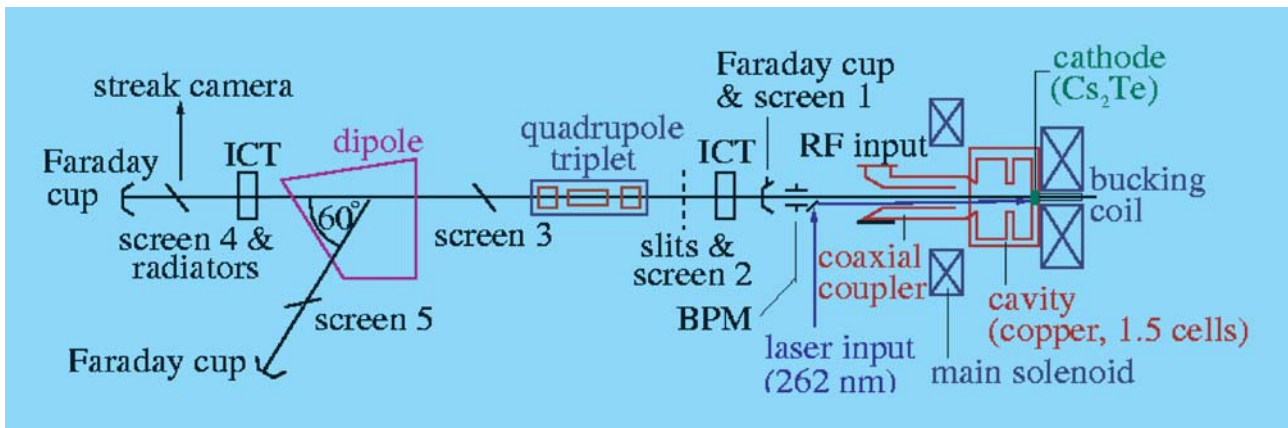 streak camera
Faraday
cup
ICT
dipole
60°
screen 4 &
radiators
screen 5
Faraday cup
screen 3
quadrupole
triplet
ICT
slits &
screen 2
Faraday cup
& screen 1
BPM
RF input
laser input
(262 nm)
coaxial
coupler
cathode
(Cs₂Te)
bucking
coil
cavity
(copper, 1.5 cells)
main solenoid